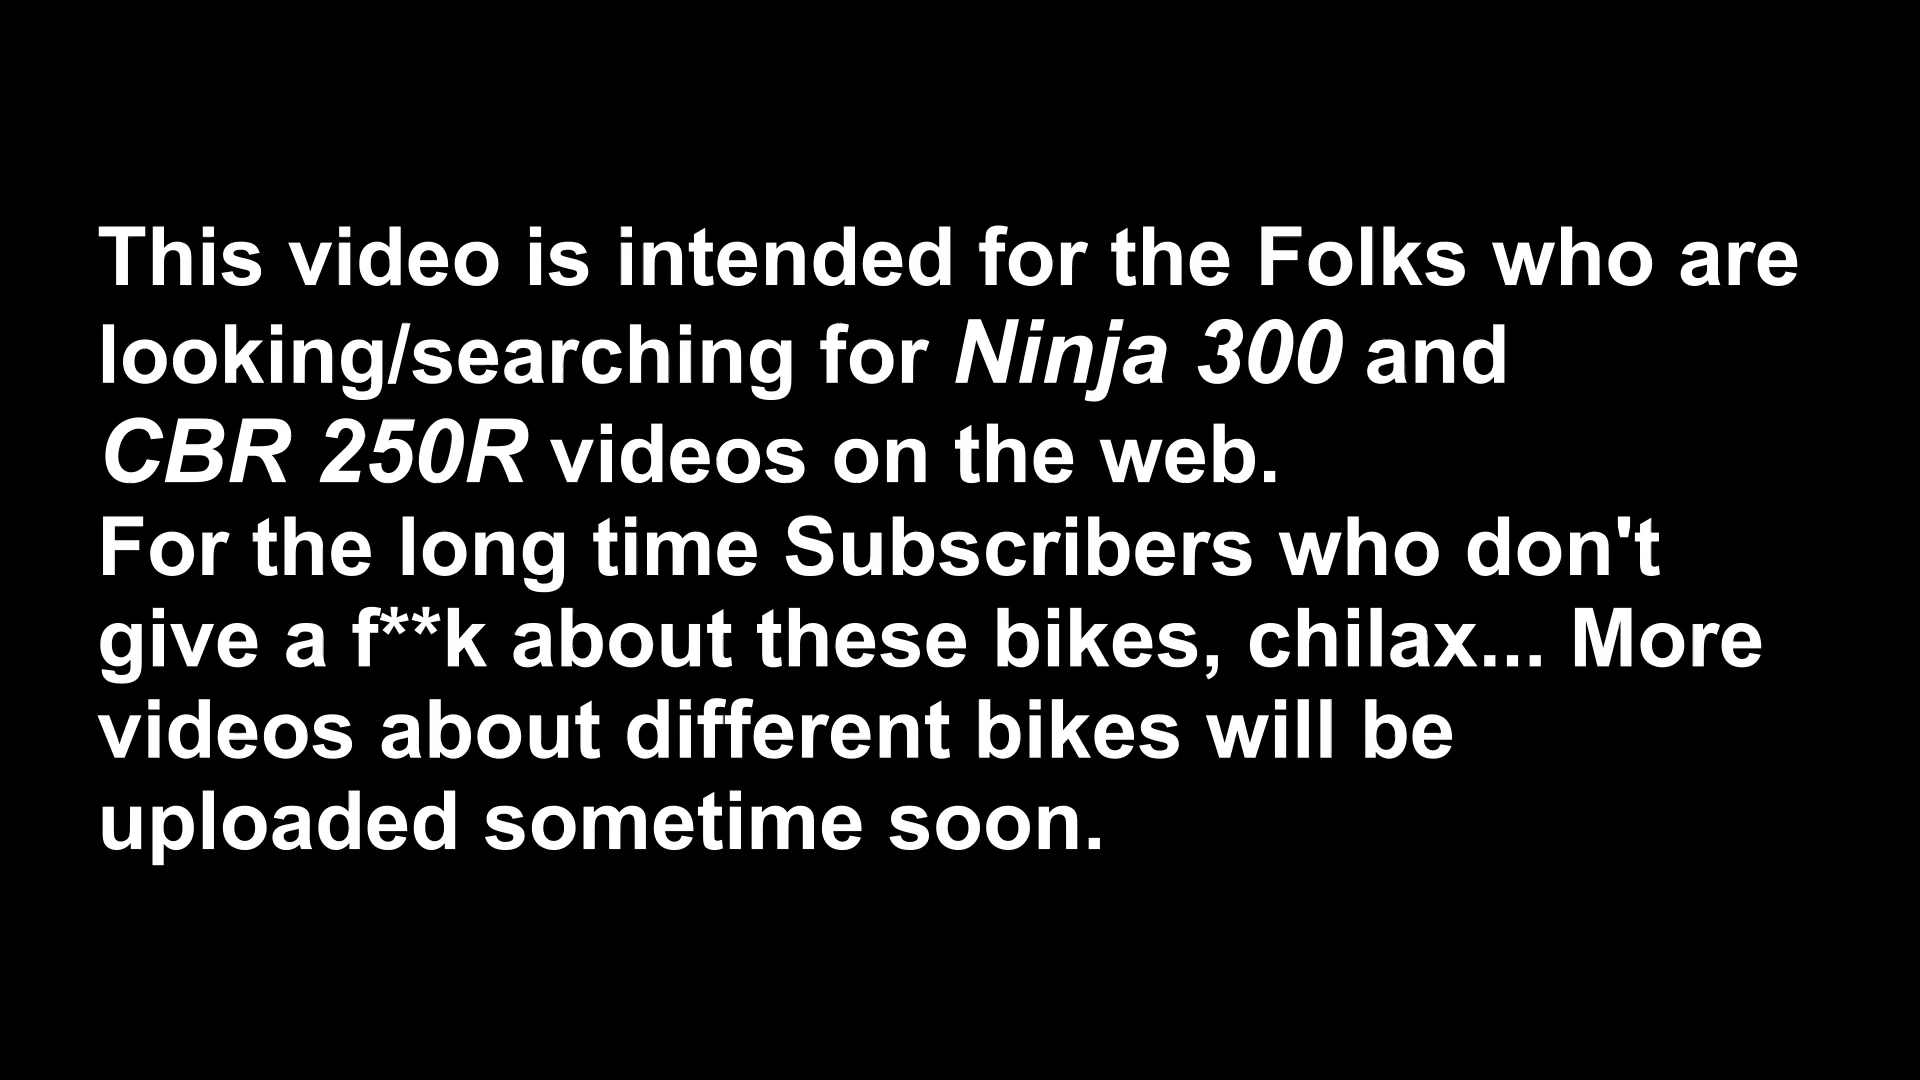 This video is intended for the Folks who are
looking/searching for Ninja 300 and
CBR 250R videos on the web.
For the long time Subscribers who don't
give a f**k about these bikes, chilax... More
videos about different bikes will be
uploaded sometime soon.